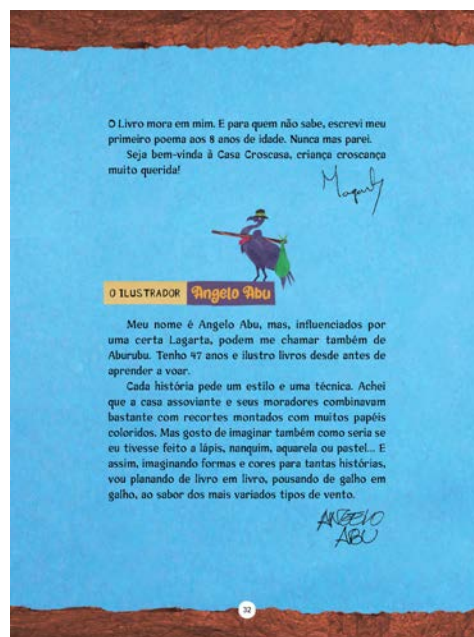 O Livro mora em mim. E para quem não sabe, escrevi meu
primeiro poema aos 8 anos de idade. Nunca mas parei.
Seja bem-vinda à Casa Croscasa, criança croscança
muito querida!
O ILUSTRADOR Angelo Abu
Meu nome é Angelo Abu, mas, influenciados por
uma certa Lagarta, podem me chamar também de
Aburubu. Tenho 47 anos e ilustro livros desde antes de
aprender a voar.
Cada história pede um estilo e uma técnica. Achei
que a casa assoviante e seus moradores combinavam
bastante com recortes montados com muitos papéis
coloridos. Mas gosto de imaginar também como seria se
eu tivesse feito a lápis, nanquim, aquarela ou pastel... E
assim, imaginando formas e cores para tantas histórias,
vou planando de livro em livro, pousando de galho em
galho, ao sabor dos mais variados tipos de vento.
ANGELO
ABU
32